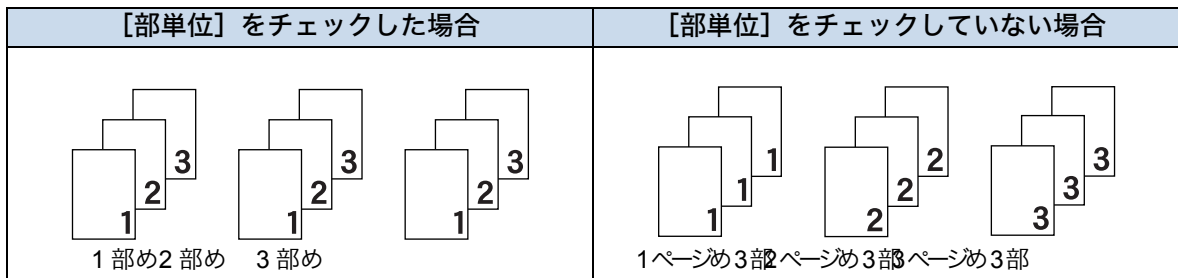 ［部単位］をチェックした場合
［部単位］をチェックしていない場合
3 3 3
2 2 2
1 1 1
1 部め2 部め 3 部め
1 2 3
1 2 3
1 2 3
1ページめ3部2ページめ3部3ページめ3部